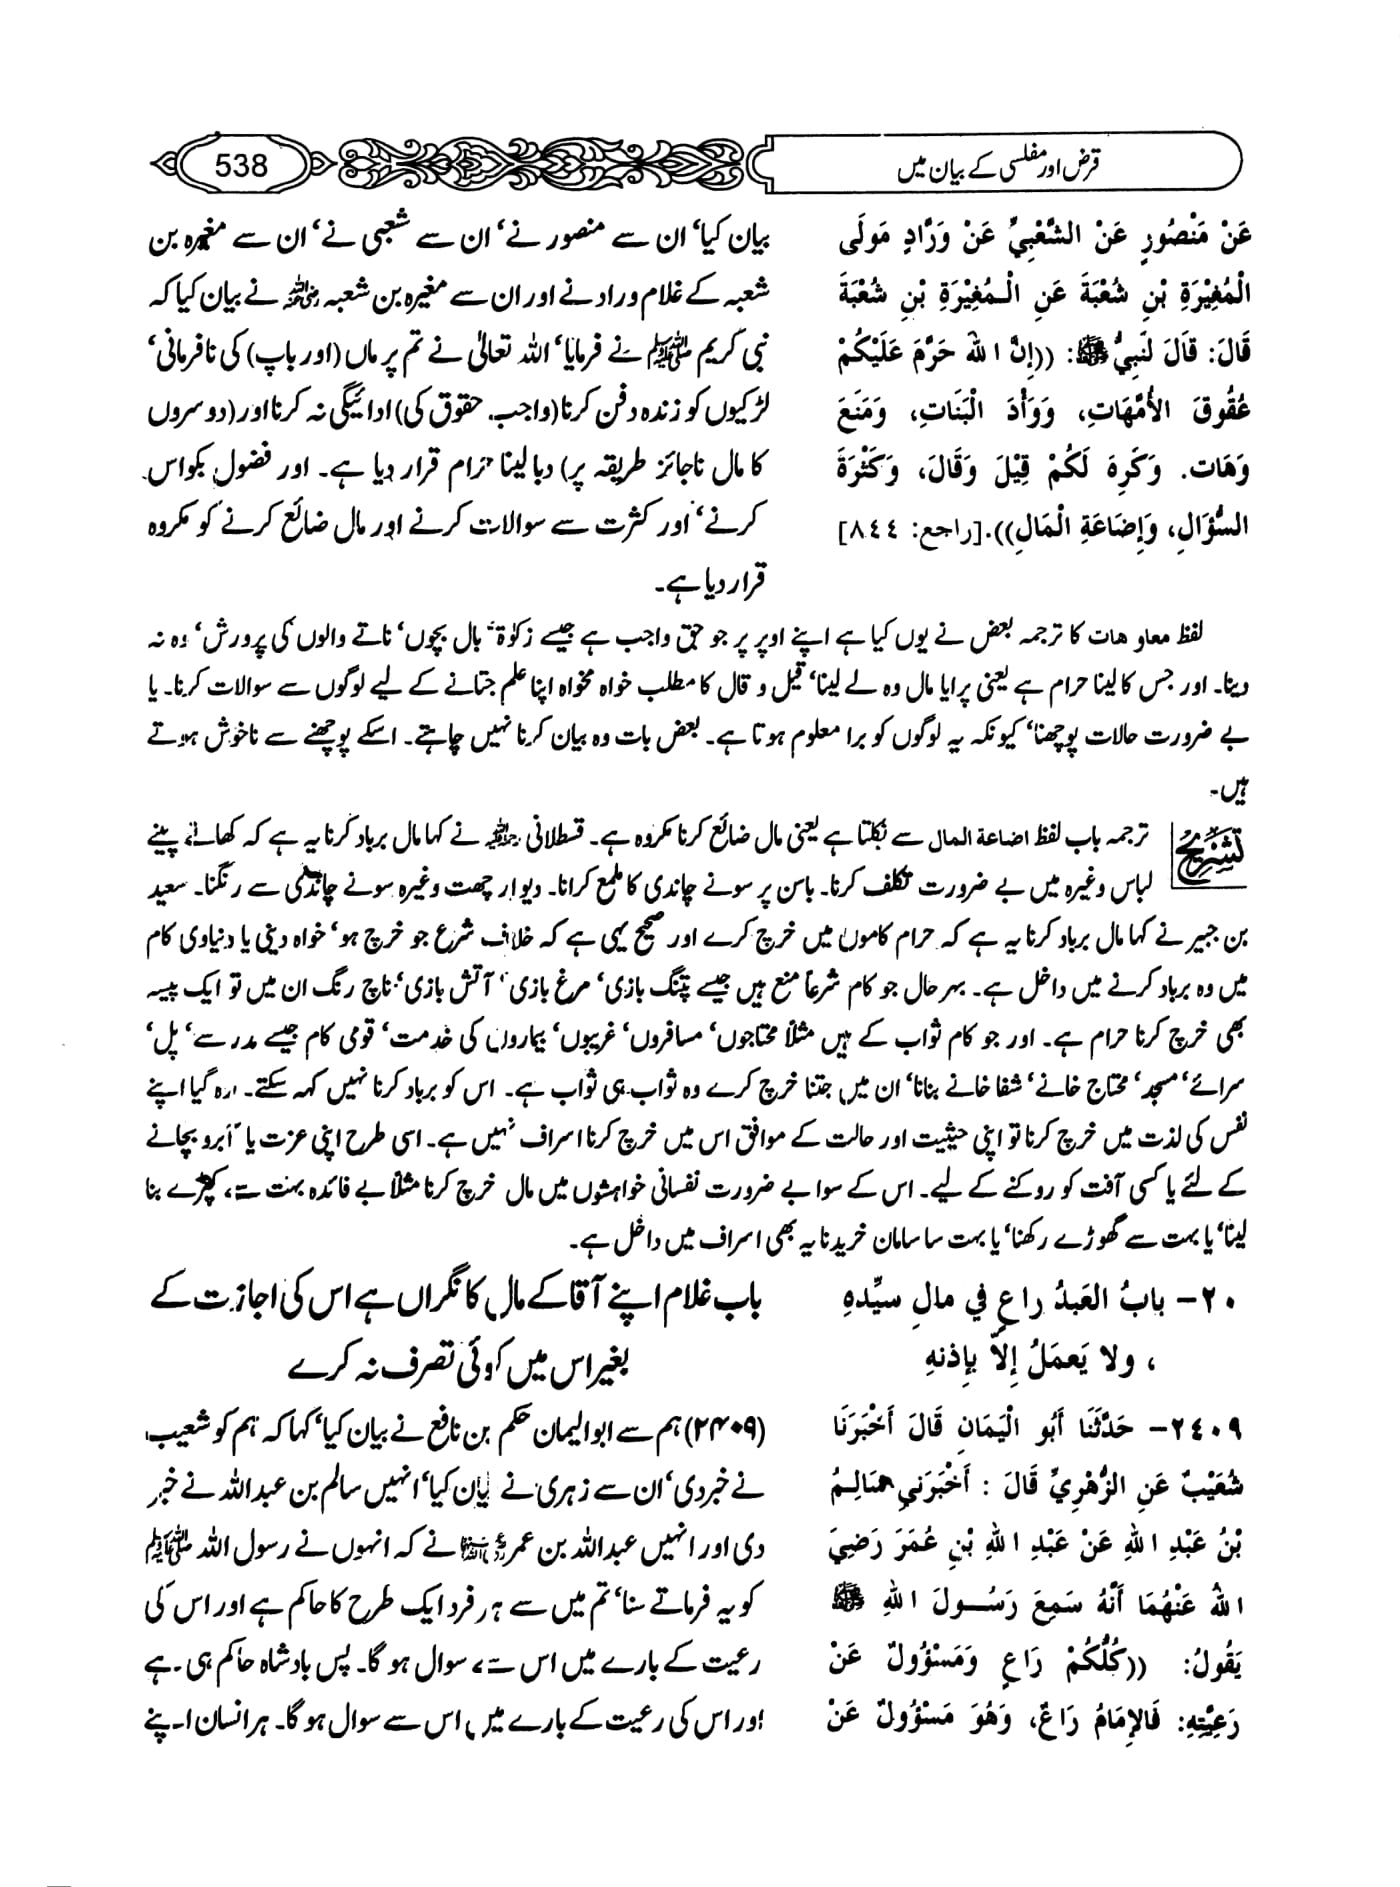 قرض اور مفلسی کے بیان میں
538
عَنْ مَنْصُورٍ عَنْ الشَّعْبِيِّ عَنْ وَرَّادٍ مَولَى
الْمُغِيْرَةِ بْنِ شُعْبَةَ عَنِ الْـمُغِيْرَةِ بْنِ شُعْبَةَ
قَالَ: قَالَ لنَبِيُّ ﷺ: ((إِنَّ اللهَ حَرَّمَ عَلَيْكُمْ
عُقُوقَ الأُمَّهَاتِ، وَوَأْدَ الْبَنَاتِ، وَمَنَعَ
وَهَات. وَكَرِهَ لَكُمْ قِيْلَ وَقَالَ، وَكَثْرَةَ
السُّؤَالِ، وَإِضَاعَةِ الْمَالِ)).[راجع: ٨٤٤]
بیان کیا‘ ان سے منصور نے‘ ان سے شعبی نے‘ ان سے مغیرہ بن
شعبہ کے غلام وراد نے اور ان سے مغیرہ بن شعبہ رضی اللہ عنہ نے بیان کیا کہ
نبی کریم ﷺ نے فرمایا‘ اللہ تعالیٰ نے تم پر ماں (اور باپ) کی نافرمانی‘
لڑکیوں کو زندہ دفن کرنا (واجب حقوق کی) ادائیگی نہ کرنا اور (دوسروں
کا مال ناجائز طریقہ پر) دبا لینا حرام قرار دیا ہے۔ اور فضول بکواس
کرنے‘ اور کثرت سے سوالات کرنے اور مال ضائع کرنے کو مکروہ
قرار دیا ہے۔
لفظ معاو ھات کا ترجمہ بعض نے یوں کیا ہے اپنے اوپر پر جو حق واجب ہے جیسے زکوٰۃ‘ بال بچوں‘ ناتے والوں کی پرورش‘ وہ نہ
دینا۔ اور جس کا لینا حرام ہے یعنی پرایا مال وہ لے لینا‘ قیل و قال کا مطلب خواہ مخواہ اپنا علم جتانے کے لیے لوگوں سے سوالات کرنا۔ یا
بے ضرورت حالات پوچھنا‘ کیونکہ یہ لوگوں کو برا معلوم ہوتا ہے۔ بعض بات وہ بیان کرنا نہیں چاہتے۔ اسکے پوچھنے سے ناخوش ہوتے
ہیں۔
تشریح
ترجمہ باب لفظ اضاعۃ المال سے نکلتا ہے یعنی مال ضائع کرنا مکروہ ہے۔ قسطلانی رحمہ اللہ نے کہا مال برباد کرنا یہ ہے کہ کھانے پینے
لباس وغیرہ میں بے ضرورت تکلف کرنا۔ باسن پر سونے چاندی کا ملمع کرانا۔ دیوار چھت وغیرہ سونے چاندی سے رنگنا۔ سعید
بن جبیر نے کہا مال برباد کرنا یہ ہے کہ حرام کاموں میں خرچ کرے اور صحیح یہی ہے کہ خلاف شرع جو خرچ ہو‘ خواہ دینی یا دنیاوی کام
میں وہ برباد کرنے میں داخل ہے۔ بہر حال جو کام شرعاً منع ہیں جیسے پتنگ بازی‘ مرغ بازی‘ آتش بازی‘ ناچ رنگ ان میں تو ایک پیسہ
بھی خرچ کرنا حرام ہے۔ اور جو کام ثواب کے ہیں مثلاً محتاجوں‘ مسافروں‘ غریبوں‘ بیماروں کی خدمت‘ قومی کام جیسے مدرسے‘ پل‘
سرائے‘ مسجد‘ محتاج خانے‘ شفا خانے بنانا‘ ان میں جتنا خرچ کرے وہ ثواب ہی ثواب ہے۔ اس کو برباد کرنا نہیں کہہ سکتے۔ رہ گیا اپنے
نفس کی لذت میں خرچ کرنا تو اپنی حیثیت اور حالت کے موافق اس میں خرچ کرنا اسراف نہیں ہے۔ اسی طرح اپنی عزت یا آبرو بچانے
کے لئے یا کسی آفت کو روکنے کے لیے۔ اس کے سوا بے ضرورت نفسانی خواہشوں میں مال خرچ کرنا مثلاً بے فائدہ بہت سے کپڑے بنا
لینا‘ یا بہت سے گھوڑے رکھنا‘ یا بہت سا سامان خریدنا یہ بھی اسراف میں داخل ہے۔
٢٠– بابُ العَبدُ راعٍ في مالِ سيِّدهِ
، ولا يَعمَلُ إلاّ بإذنهِ
باب غلام اپنے آقا کے مال کا نگراں ہے اس کی اجازت کے
بغیر اس میں کوئی تصرف نہ کرے
٢٤٠٩– حَدَّثَنَا أَبُو الْيَمَانِ قَالَ أَخْبَرَنَا
شُعَيْبٌ عَنِ الزُّهْرِيِّ قَالَ : أَخْبَرَنِي سَالِـمُ
بْنُ عَبْدِ اللهِ عَنْ عَبْدِ اللهِ بْنِ عُمَرَ رَضِيَ
اللهُ عَنْهُمَا أَنَّهُ سَمِعَ رَسُـولَ اللهِ ﷺ
يَقُولُ: ((كُلُّكُمْ رَاعٍ وَمَسْؤُولٌ عَنْ
رَعِيَّتِهِ: فَالإِمَامُ رَاعٌ، وَهُوَ مَسْؤُولٌ عَنْ
(۲۴۰۹) ہم سے ابوالیمان حکم بن نافع نے بیان کیا‘ کہا کہ ہم کو شعیب
نے خبر دی‘ ان سے زہری نے بیان کیا‘ انہیں سالم بن عبداللہ نے خبر
دی اور انہیں عبداللہ بن عمر رضی اللہ عنہما نے کہ انہوں نے رسول اللہ ﷺ
کو یہ فرماتے سنا‘ تم میں سے ہر فرد ایک طرح کا حاکم ہے اور اس کی
رعیت کے بارے میں اس سے سوال ہو گا۔ پس بادشاہ حاکم ہی ہے
اور اس کی رعیت کے بارے میں اس سے سوال ہو گا۔ ہر انسان اپنے